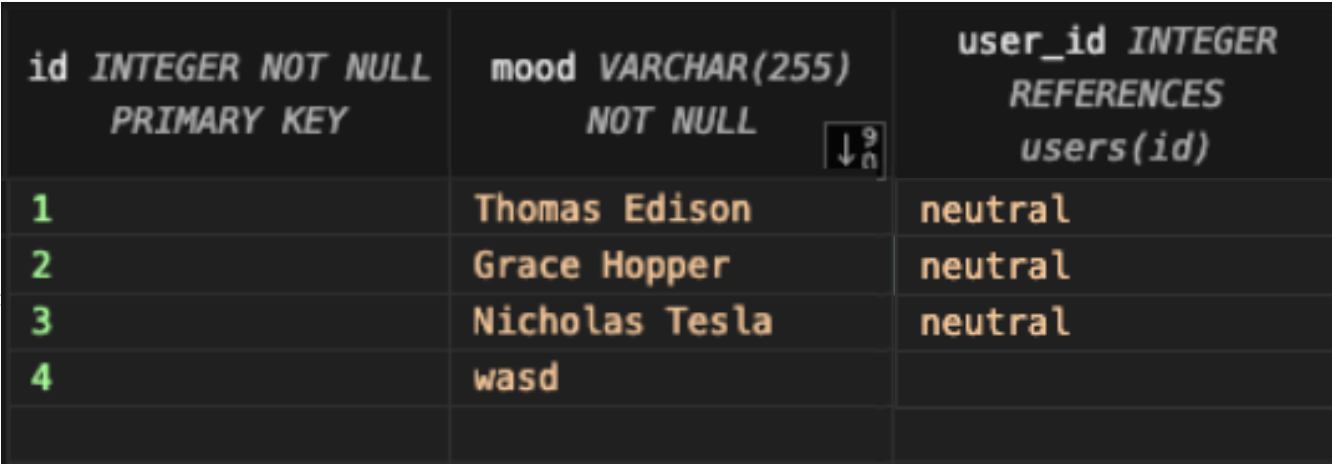 id INTEGER NOT NULL
PRIMARY KEY
mood VARCHAR(255)
NOT NULL
user_id INTEGER
REFERENCES
users(id)
1 Thomas Edison neutral
2 Grace Hopper neutral
3 Nicholas Tesla neutral
4 wasd